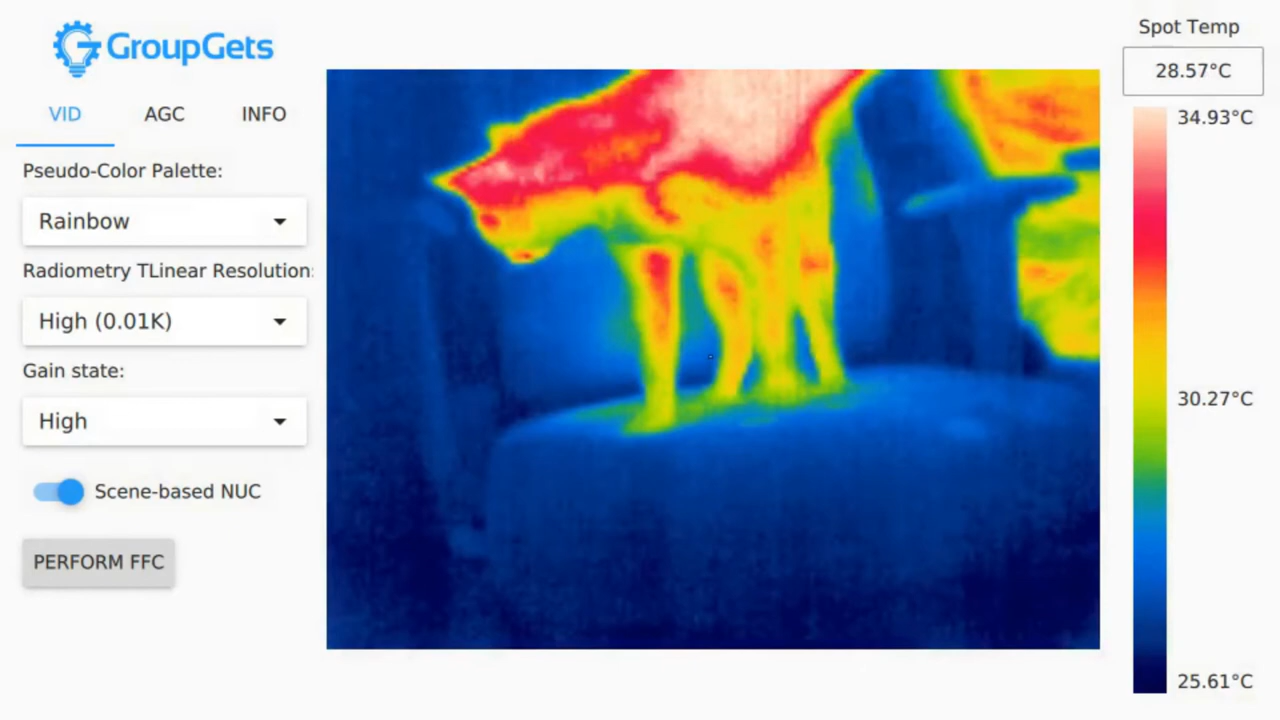 GroupGets
VID AGC INFO
Pseudo-Color Palette:
Rainbow
Radiometry TLinear Resolution:
High (0.01K)
Gain state:
High
Scene-based NUC
PERFORM FFC
Spot Temp
28.57°C
34.93°C
30.27°C
25.61°C